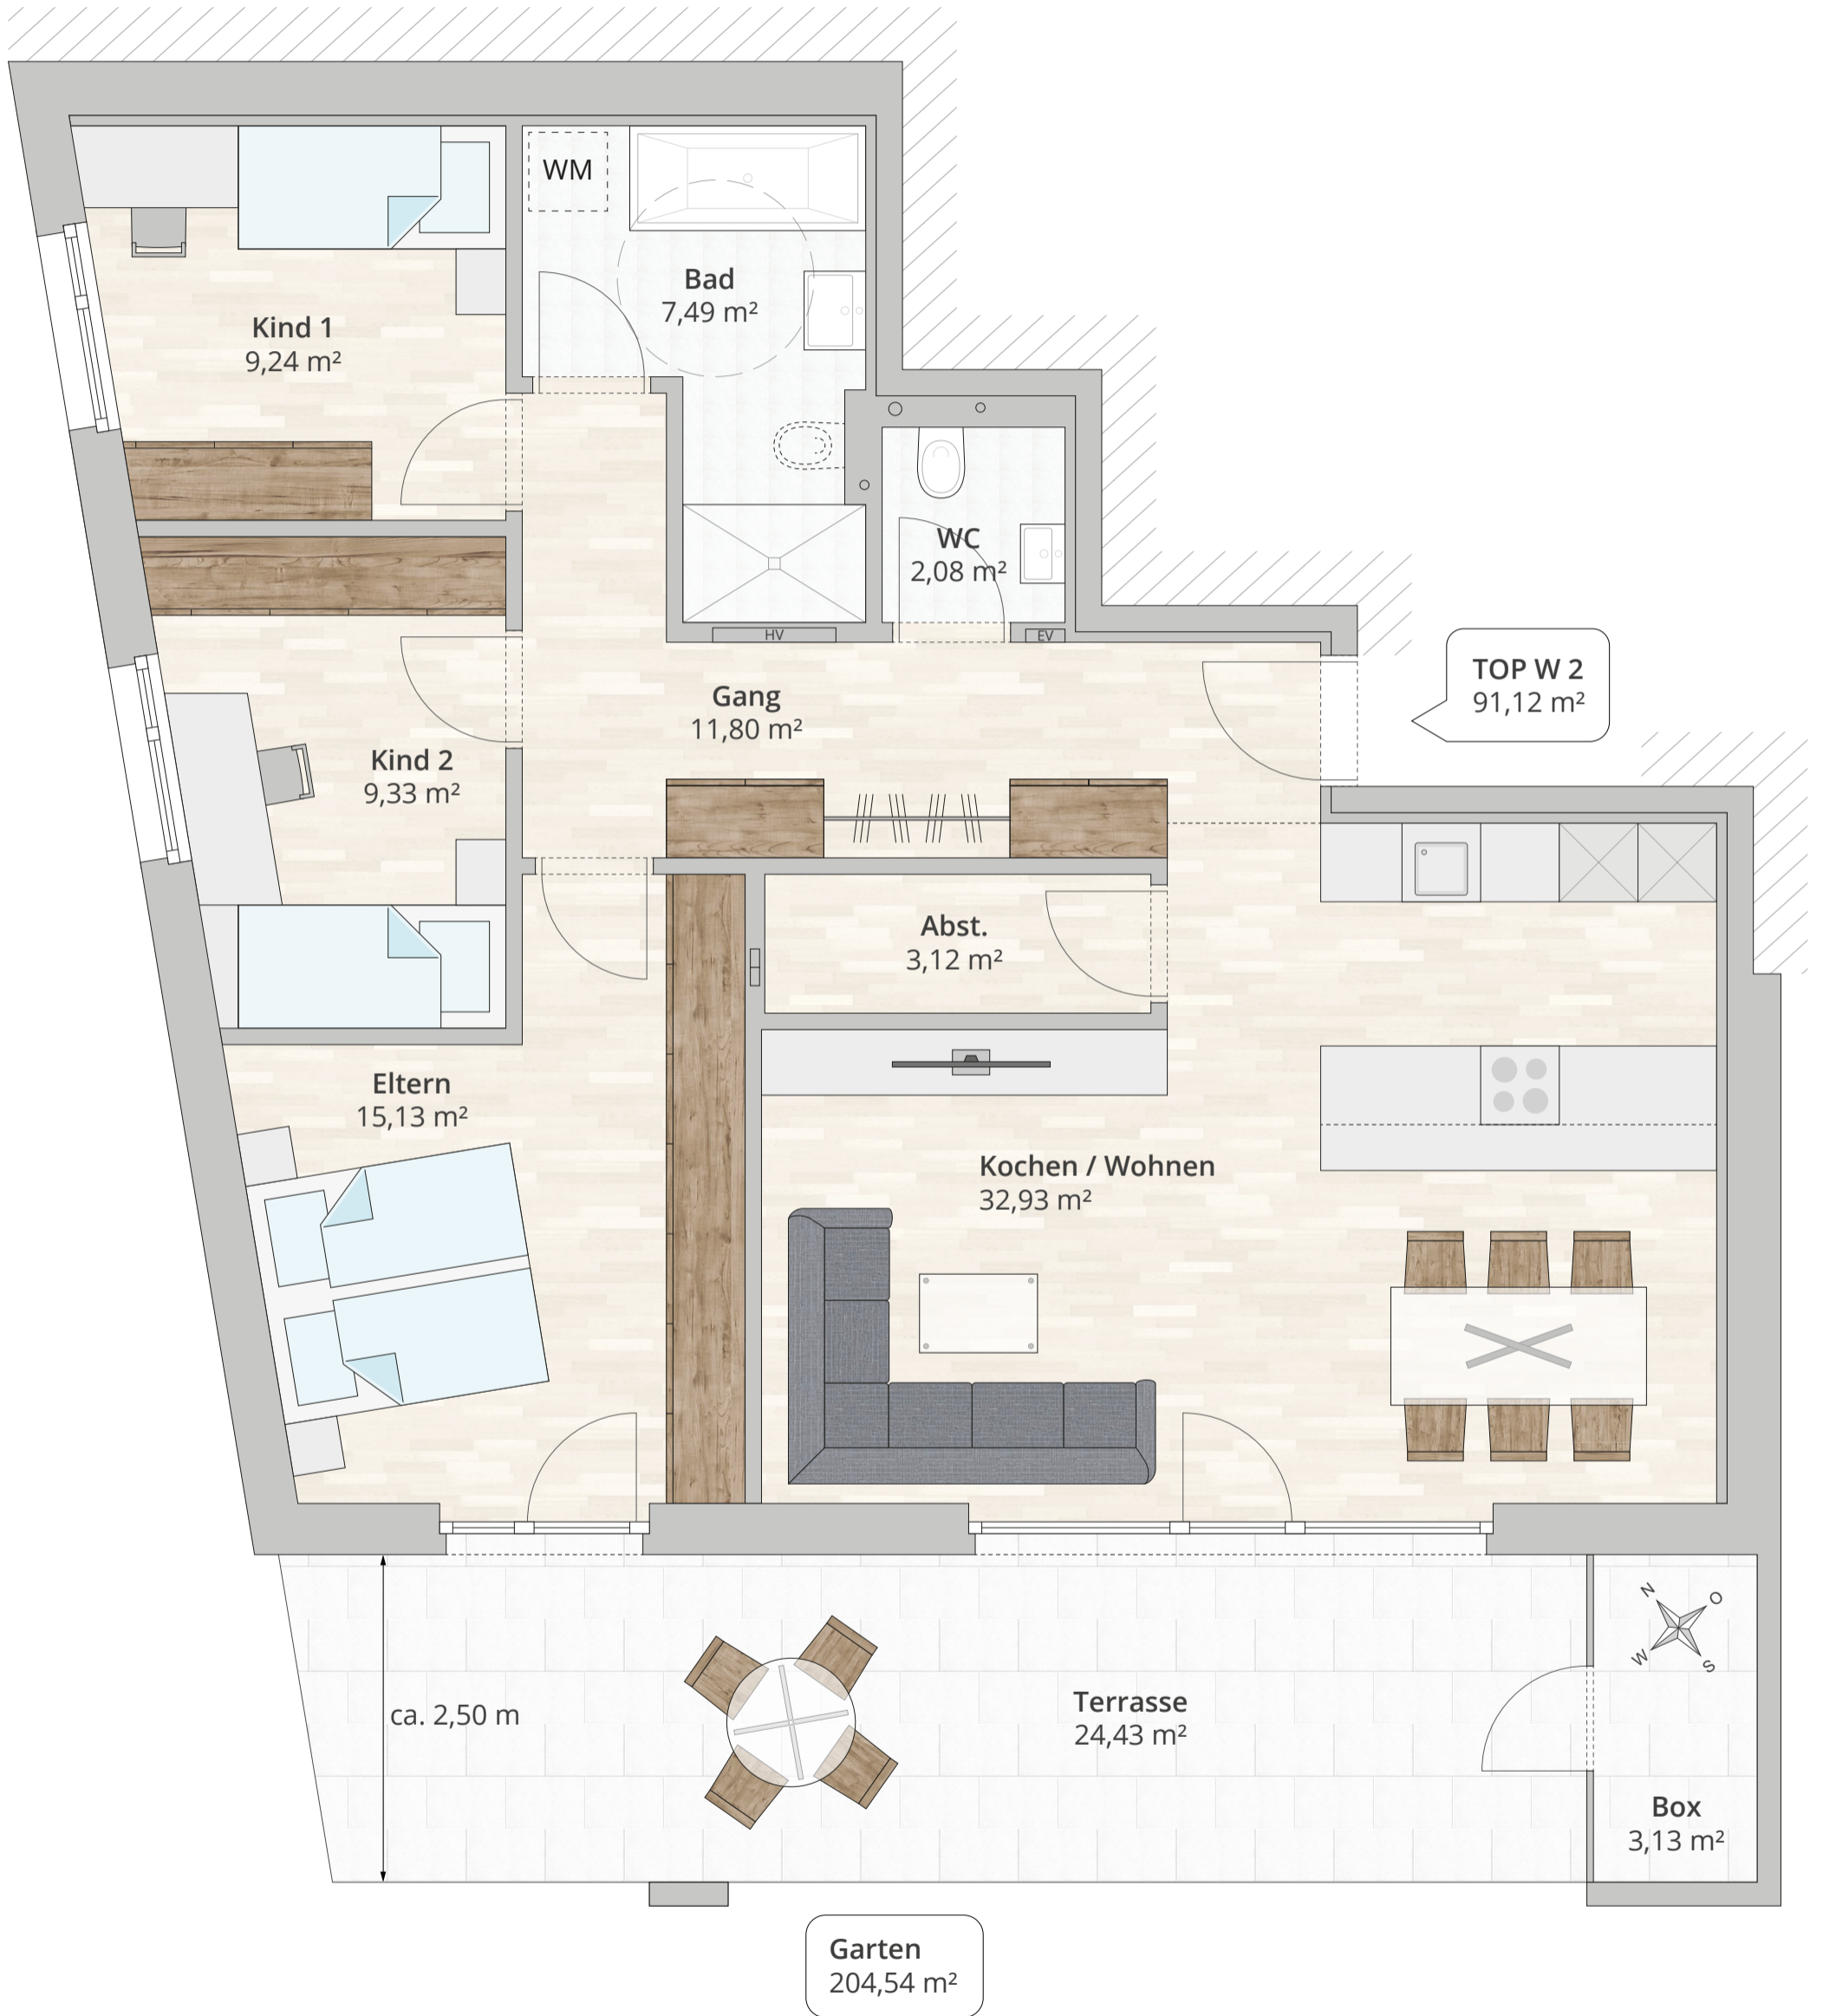 WM
Bad
7,49 m²
Kind 1
9,24 m²
WC
2,08 m²
HV
EV
TOP W 2
91,12 m²
Gang
11,80 m²
Kind 2
9,33 m²
Abst.
3,12 m²
Eltern
15,13 m²
Kochen / Wohnen
32,93 m²
N
O
W
S
Terrasse
24,43 m²
ca. 2,50 m
Box
3,13 m²
Garten
204,54 m²